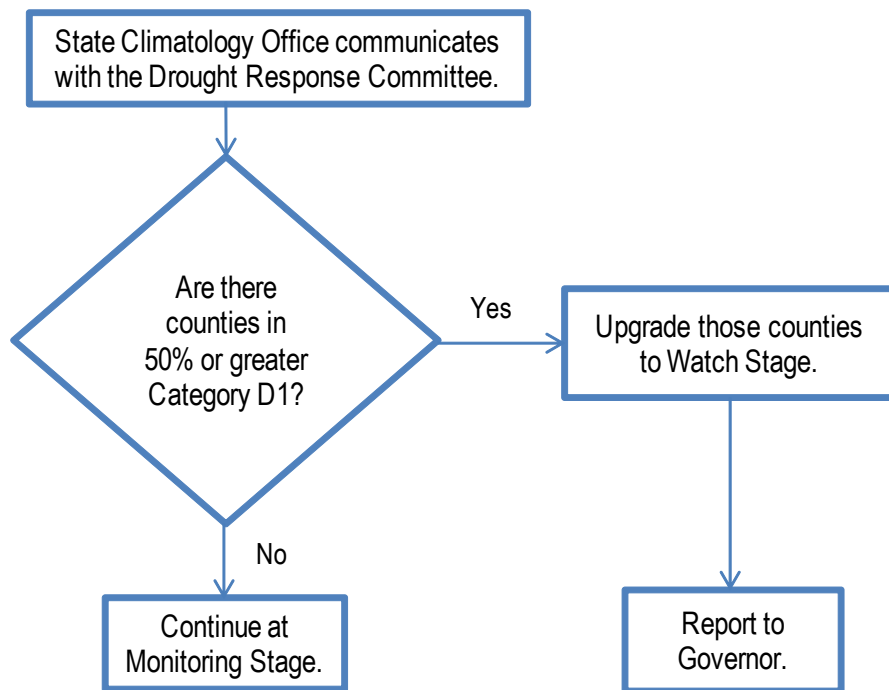 State Climatology Office communicates
with the Drought Response Committee.
Are there
counties in
50% or greater
Category D1?
Yes
Upgrade those counties
to Watch Stage.
No
Continue at
Monitoring Stage.
Report to
Governor.